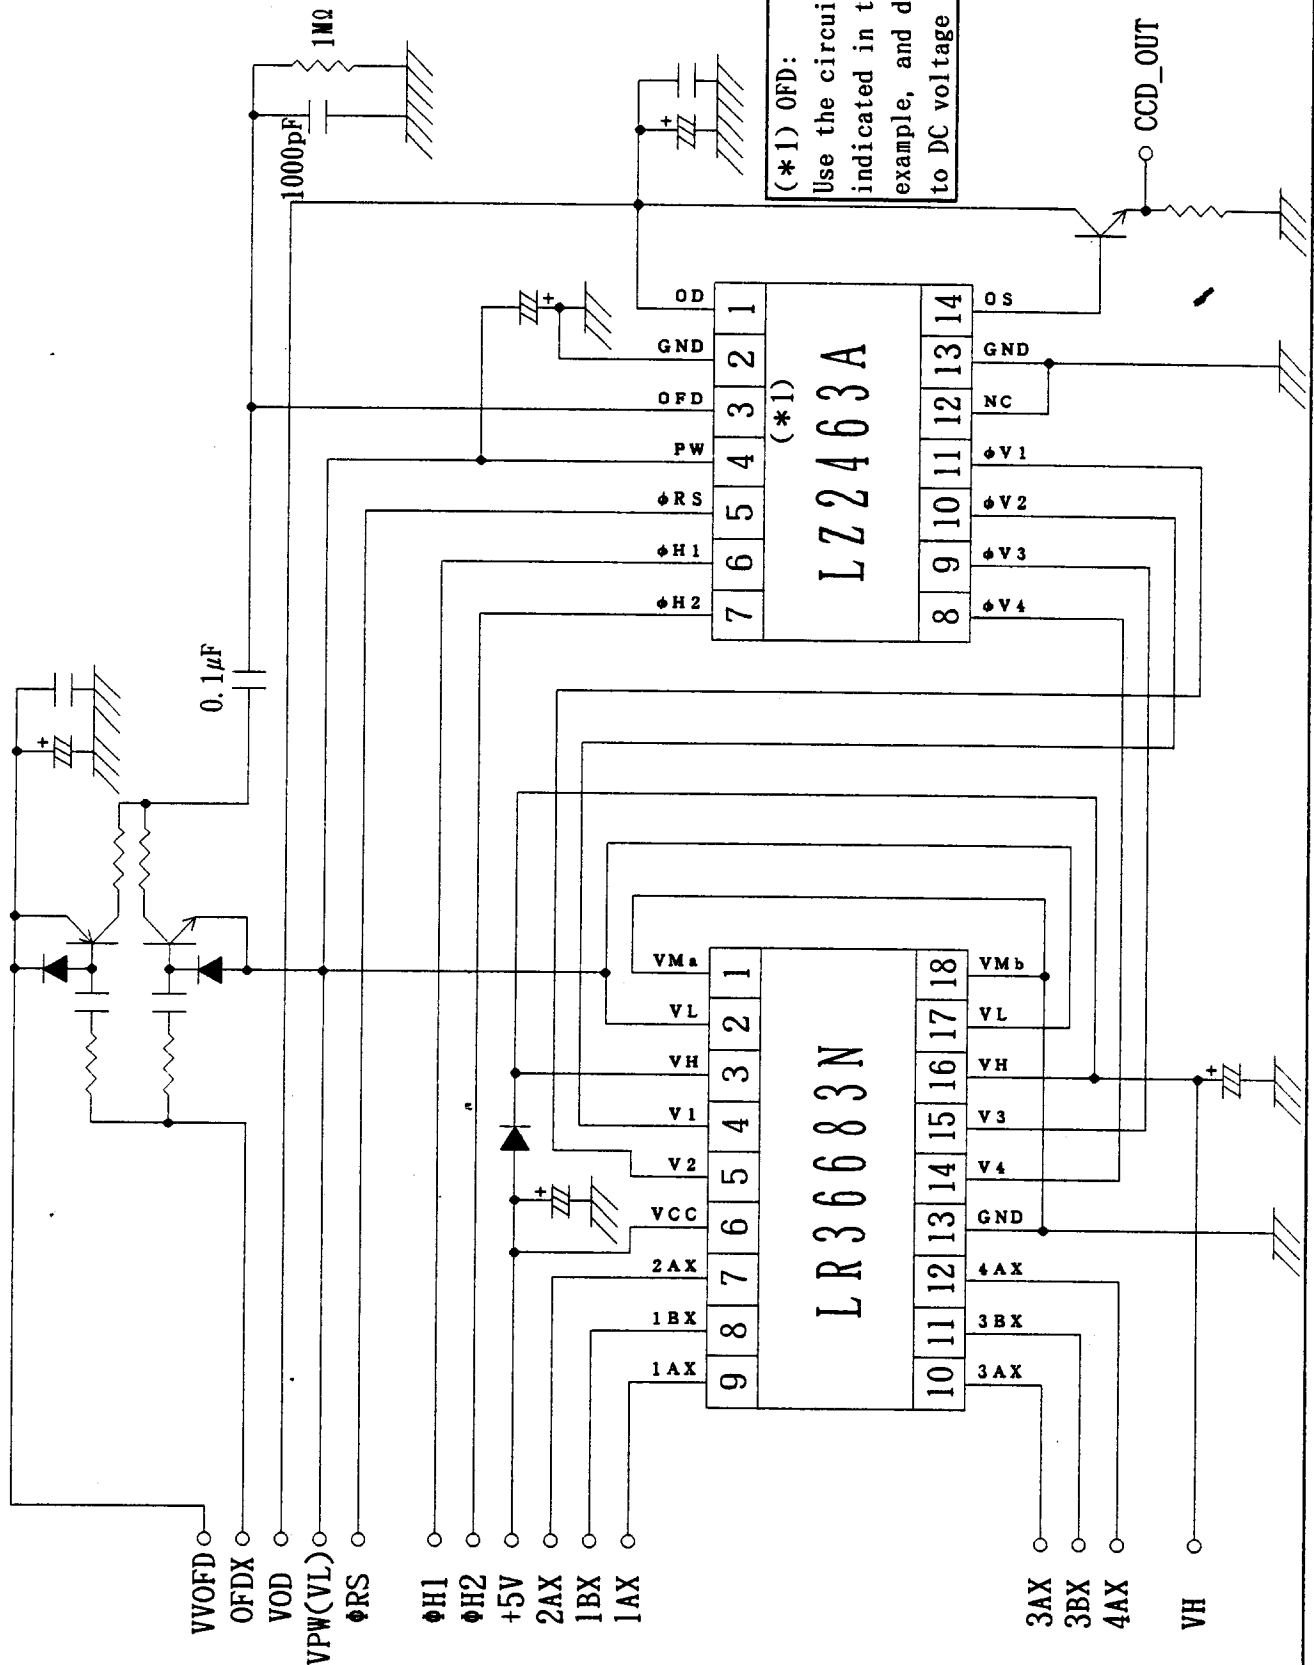 VVOFD
OFDX
VOD
VPW(VL)
ΦRS
ΦH1
ΦH2
+5V
2AX
1BX
1AX
3AX
3BX
4AX
VH
0.1μF
1000pF
1MΩ
+
+
+
+
+
LR36683N
1
VMa
2
VL
3
VH
4
V1
5
V2
6
VCC
7
2AX
8
1BX
9
1AX
18
VMb
17
VL
16
VH
15
V3
14
V4
13
GND
12
4AX
11
3BX
10
3AX
LZ2463A
(*1)
1
OD
2
GND
3
OFD
4
PW
5
φRS
6
φH1
7
φH2
14
OS
13
GND
12
NC
11
φV1
10
φV2
9
φV3
8
φV4
CCD_OUT
(*1) OFD:
Use the circui
indicated in t
example, and d
to DC voltage